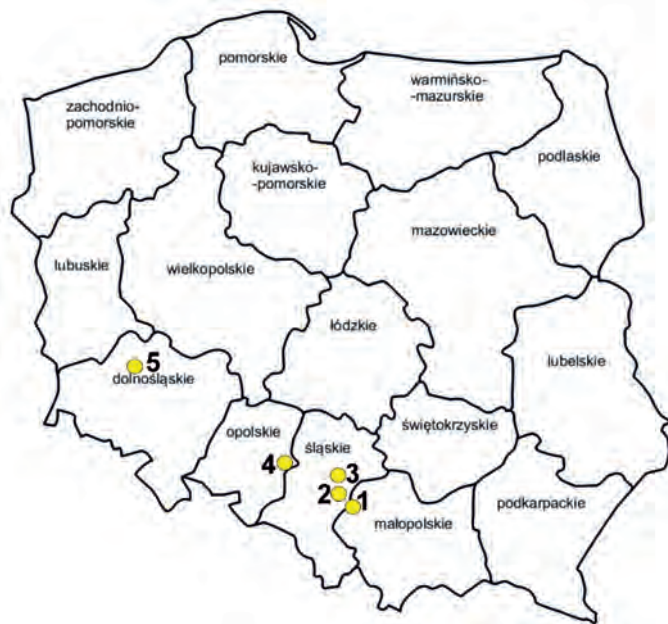 pomorskie
warmińsko-
-mazurskie
zachodnio-
pomorskie
podlaskie
kujawsko-
-pomorskie
mazowieckie
lubuskie
wielkopolskie
łódzkie
lubelskie
5
dolnośląskie
świętokrzyskie
opolskie
śląskie
4
3
2
1
podkarpackie
małopolskie